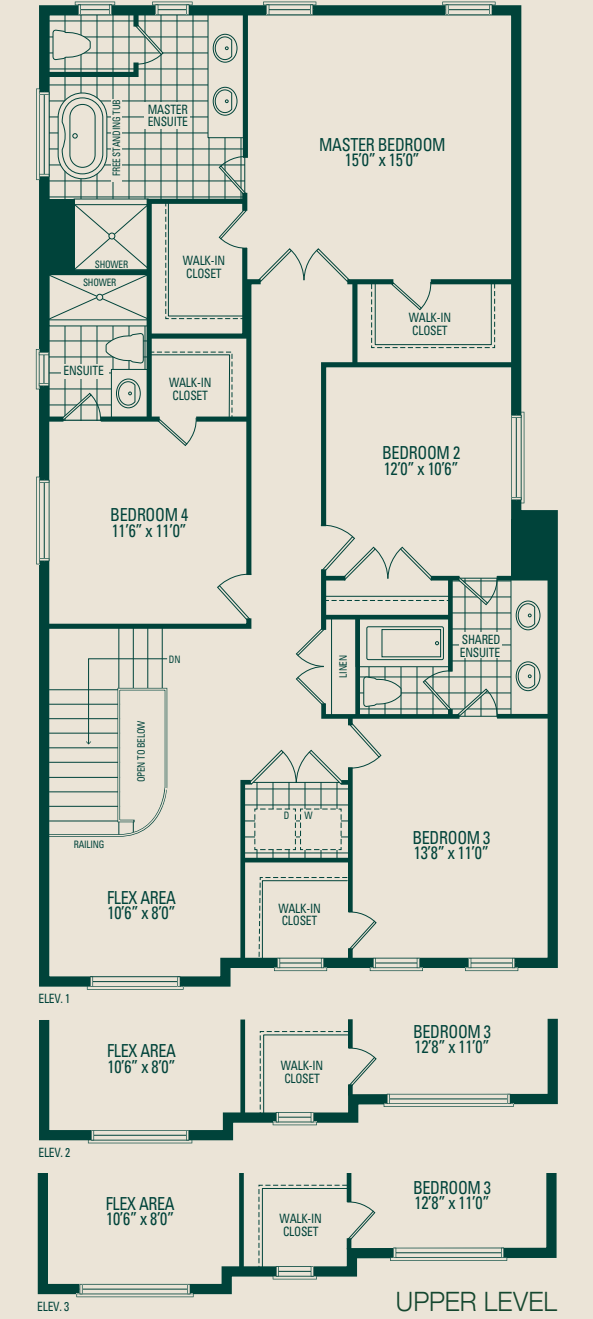 MASTER
ENSUITE
FREE STANDING TUB
MASTER BEDROOM
15'0" x 15'0"
SHOWER
SHOWER
WALK-IN
CLOSET
WALK-IN
CLOSET
ENSUITE
WALK-IN
CLOSET
BEDROOM 2
12'0" x 10'6"
BEDROOM 4
11'6" x 11'0"
SHARED
ENSUITE
LINEN
DN
OPEN TO BELOW
RAILING
D W
BEDROOM 3
13'8" x 11'0"
FLEX AREA
10'6" x 8'0"
WALK-IN
CLOSET
ELEV. 1
FLEX AREA
10'6" x 8'0"
WALK-IN
CLOSET
BEDROOM 3
12'8" x 11'0"
ELEV. 2
FLEX AREA
10'6" x 8'0"
WALK-IN
CLOSET
BEDROOM 3
12'8" x 11'0"
ELEV. 3
UPPER LEVEL